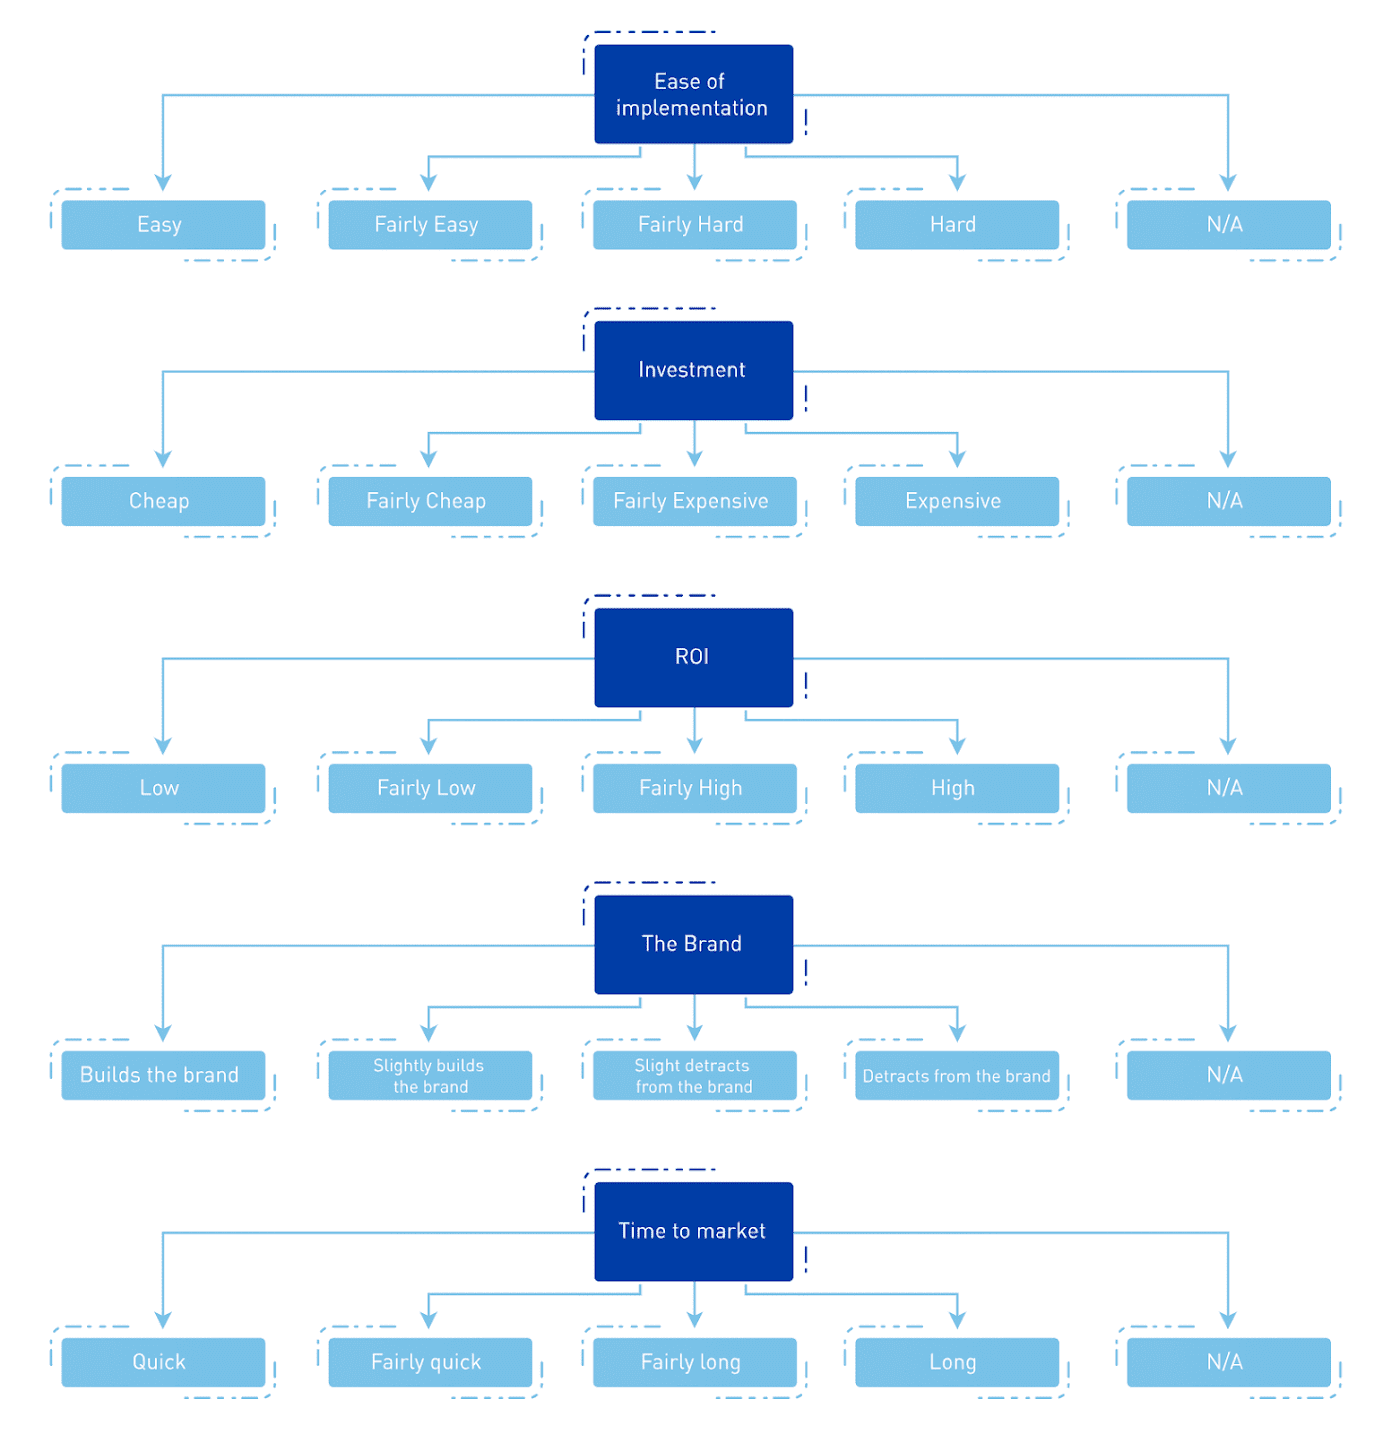 Ease of
implementation
Easy
Fairly Easy
Fairly Hard
Hard
N/A
Investment
Cheap
Fairly Cheap
Fairly Expensive
Expensive
N/A
ROI
Low
Fairly Low
Fairly High
High
N/A
The Brand
Builds the brand
Slightly builds
the brand
Slight detracts
from the brand
Detracts from the brand
N/A
Time to market
Quick
Fairly quick
Fairly long
Long
N/A